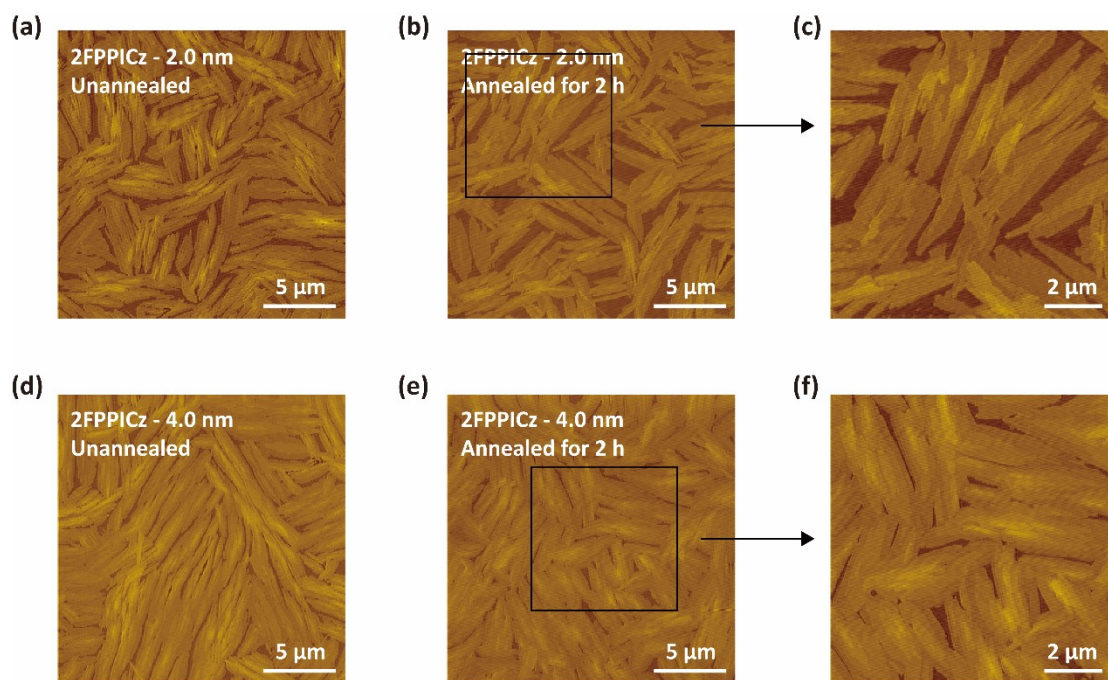 (a)
2FPPICz - 2.0 nm
Unannealed
5 µm
(b)
2FPPICz - 2.0 nm
Annealed for 2 h
5 µm
(c)
2 µm
(d)
2FPPICz - 4.0 nm
Unannealed
5 µm
(e)
2FPPICz - 4.0 nm
Annealed for 2 h
5 µm
(f)
2 µm